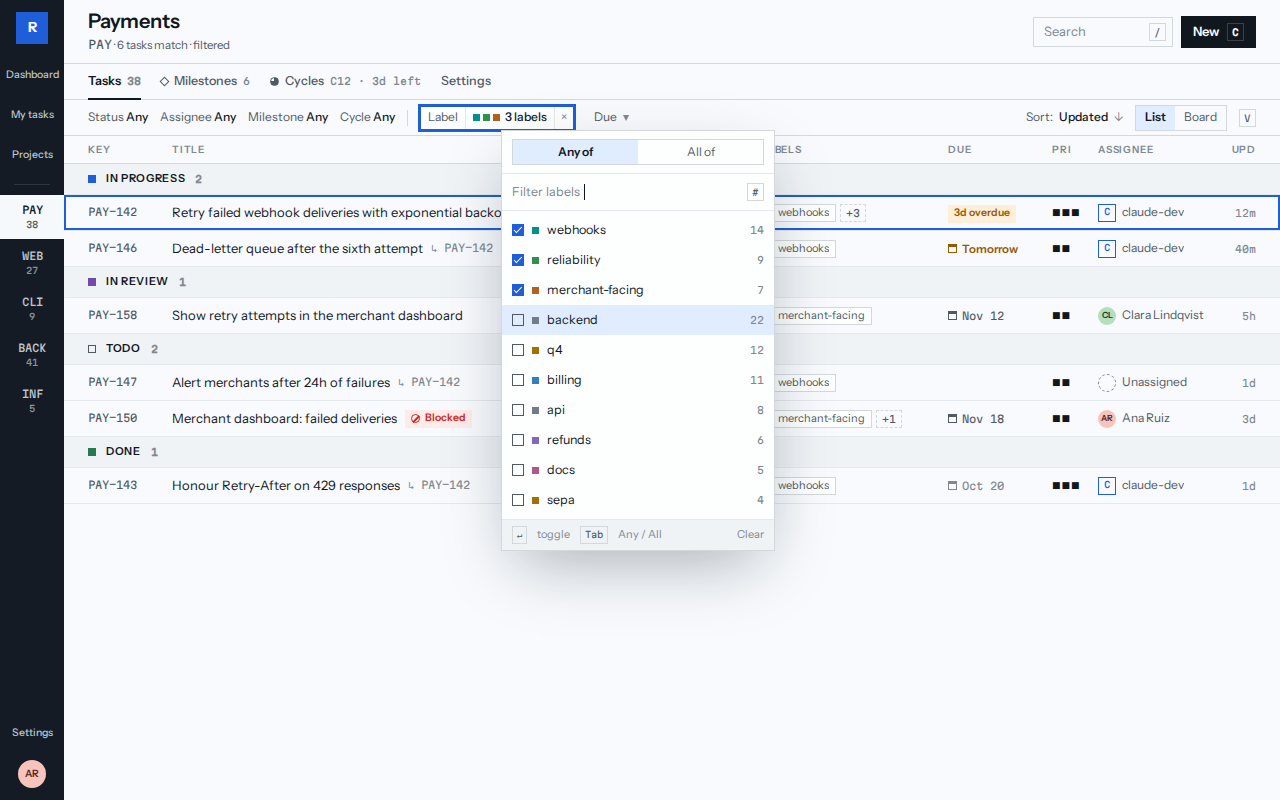 R
Dashboard
My tasks
Projects
PAY
38
WEB
27
CLI
9
BACK
41
INF
5
Settings
AR
Payments
PAY · 6 tasks match · filtered
Search /
New C
Tasks 38 Milestones 6 Cycles C12 · 3d left Settings
Status Any Assignee Any Milestone Any Cycle Any Label 3 labels × Due ▾ Sort: Updated ↓ List Board V
KEY TITLE BELS DUE PRI ASSIGNEE UPD
IN PROGRESS 2
PAY-142 Retry failed webhook deliveries with exponential backo webhooks +3 3d overdue C claude-dev 12m
PAY-146 Dead-letter queue after the sixth attempt ↳ PAY-142 webhooks Tomorrow C claude-dev 40m
IN REVIEW 1
PAY-158 Show retry attempts in the merchant dashboard merchant-facing Nov 12 CL Clara Lindqvist 5h
TODO 2
PAY-147 Alert merchants after 24h of failures ↳ PAY-142 webhooks Unassigned 1d
PAY-150 Merchant dashboard: failed deliveries Blocked merchant-facing +1 Nov 18 AR Ana Ruiz 3d
DONE 1
PAY-143 Honour Retry-After on 429 responses ↳ PAY-142 webhooks Oct 20 C claude-dev 1d
Any of All of
Filter labels #
webhooks 14
reliability 9
merchant-facing 7
backend 22
q4 12
billing 11
api 8
refunds 6
docs 5
sepa 4
↵ toggle Tab Any / All Clear